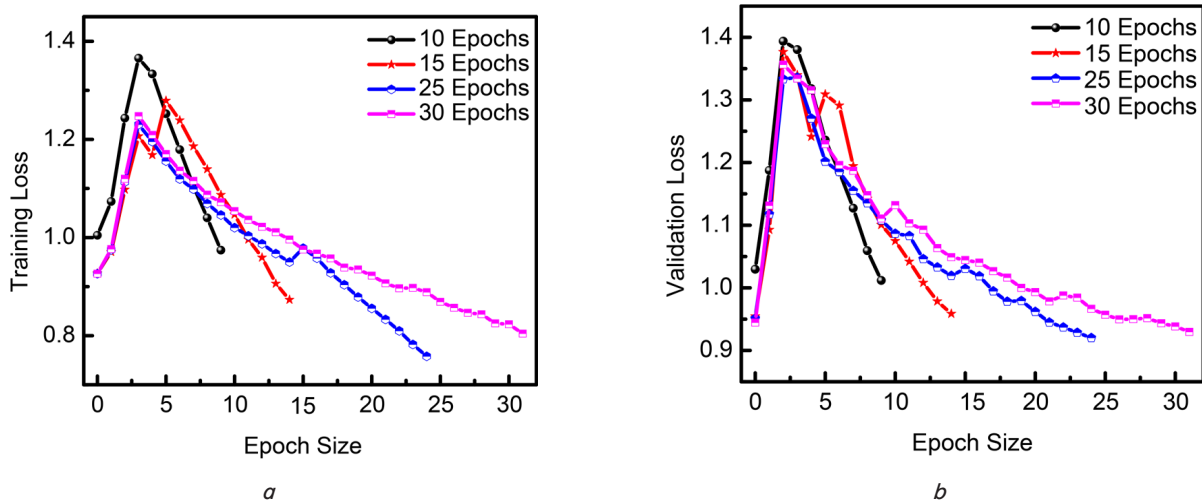 1.4
1.2
1.0
0.8
Training Loss
10 Epochs
15 Epochs
25 Epochs
30 Epochs
0 5 10 15 20 25 30
Epoch Size
a
1.4
1.3
1.2
1.1
1.0
0.9
Validation Loss
10 Epochs
15 Epochs
25 Epochs
30 Epochs
0 5 10 15 20 25 30
Epoch Size
b